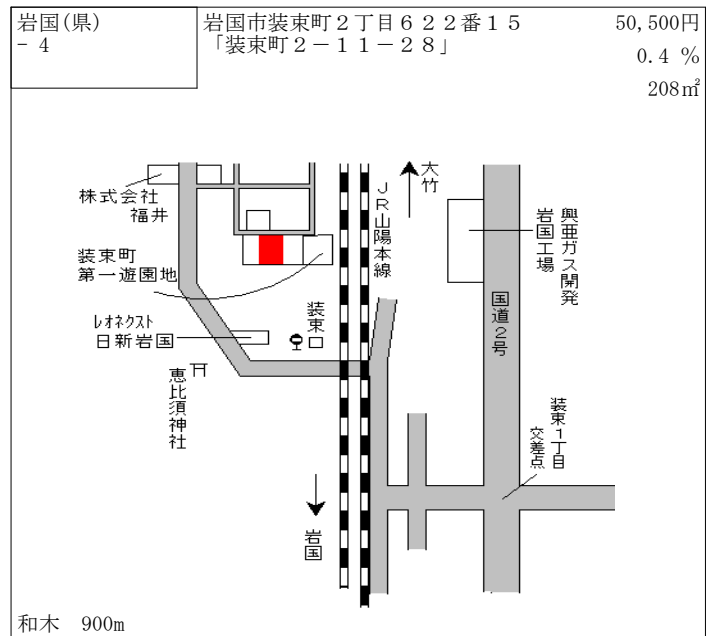 岩国(県)
－4
岩国市装束町２丁目６２２番１５
「装束町２－１１－２８」
50,500円
0.4 %
208㎡
株式会社
福井
装束町
第一遊園地
ﾚｵﾈｸｽﾄ
日新岩国
恵比須神社
装束口
ＪＲ山陽本線
大竹
岩国
興亜ガス開発
岩国工場
国道２号
装束１丁目
交差点
和木　900m